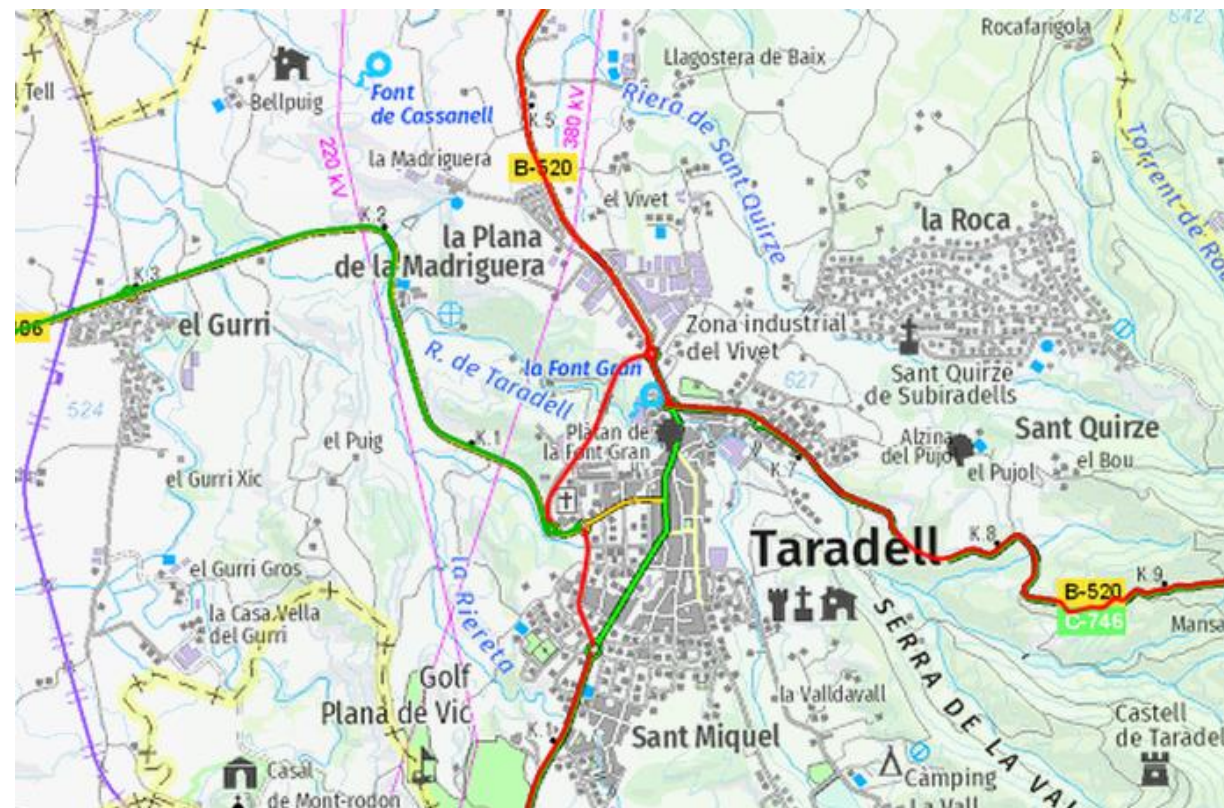 Rocafarigola
642
Llagostera de Baix
l Tell
Bellpuig
Font
de Cassanell
K.5
380 kV
Riera de Sant Quirze
Torrent de Ro
220 kV
la Madriguera
B-520
el Vivet
K.2
la Roca
la Plana
de la Madriguera
K.3
06
el Gurri
Zona industrial
del Vivet
R. de Taradell
la Font Gran
627
Sant Quirze
de Subiradells
524
el Puig
K.1
Plàtan de
la Font Gran
K.7
Alzina
del Pujol
el Pujol
Sant Quirze
el Bou
el Gurri Xic
Taradell
K.8
K.9
B-520
C-746
Mansa
el Gurri Gros
la Riereta
la Casa Vella
del Gurri
SERRA DE LA VA
Golf
Plana de Vic
la Valldavall
K.1
Sant Miquel
Castell
de Taradel
Casal
de Mont-rodon
Càmping
La Vall